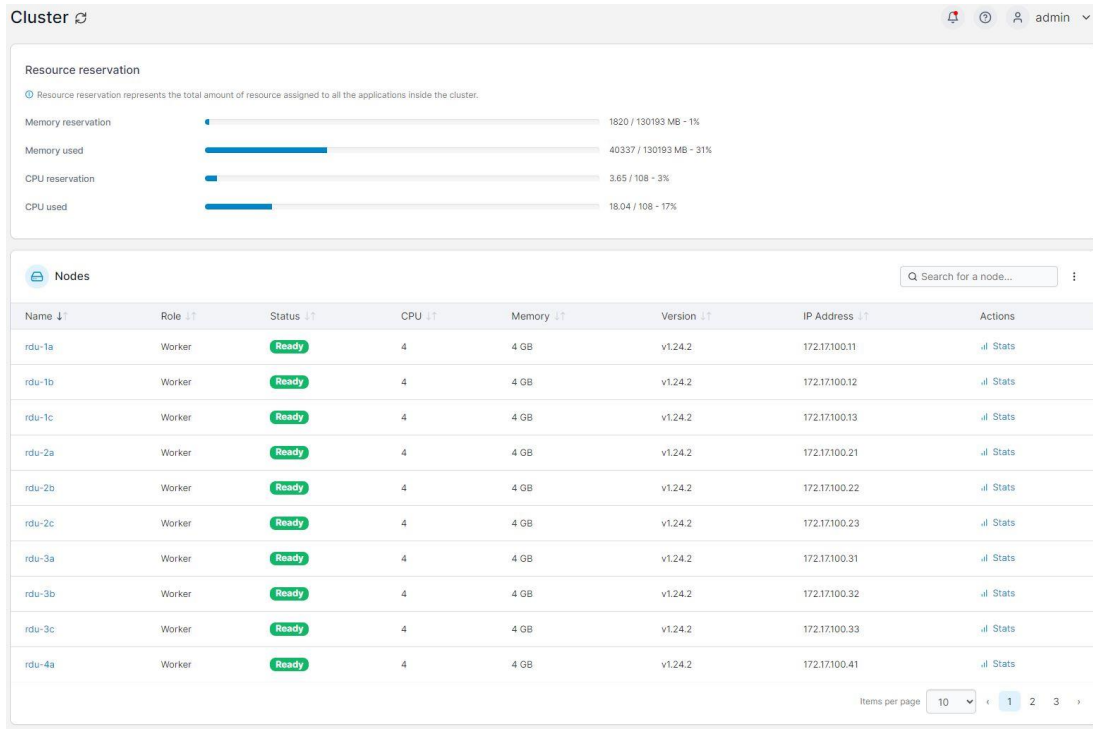 Cluster
admin
Resource reservation
Resource reservation represents the total amount of resource assigned to all the applications inside the cluster.
Memory reservation 1820 / 130193 MB - 1%
Memory used 40337 / 130193 MB - 31%
CPU reservation 3.65 / 108 - 3%
CPU used 18.04 / 108 - 17%
Nodes
Search for a node...
Name Role Status CPU Memory Version IP Address Actions
rdu-1a Worker Ready 4 4 GB v1.24.2 172.17.100.11 Stats
rdu-1b Worker Ready 4 4 GB v1.24.2 172.17.100.12 Stats
rdu-1c Worker Ready 4 4 GB v1.24.2 172.17.100.13 Stats
rdu-2a Worker Ready 4 4 GB v1.24.2 172.17.100.21 Stats
rdu-2b Worker Ready 4 4 GB v1.24.2 172.17.100.22 Stats
rdu-2c Worker Ready 4 4 GB v1.24.2 172.17.100.23 Stats
rdu-3a Worker Ready 4 4 GB v1.24.2 172.17.100.31 Stats
rdu-3b Worker Ready 4 4 GB v1.24.2 172.17.100.32 Stats
rdu-3c Worker Ready 4 4 GB v1.24.2 172.17.100.33 Stats
rdu-4a Worker Ready 4 4 GB v1.24.2 172.17.100.41 Stats
Items per page 10 ‹ 1 2 3 ›